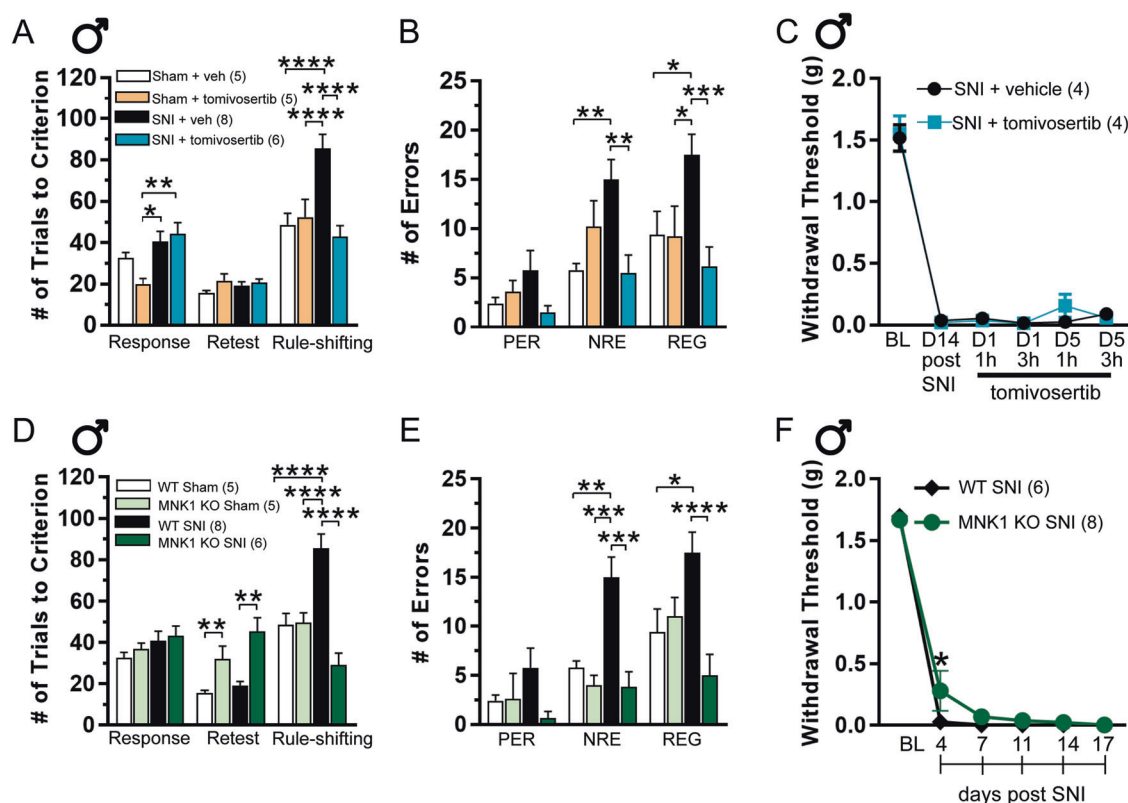 A ♂
# of Trials to Criterion
120
100
80
60
40
20
0
Sham + veh (5)
Sham + tomivosertib (5)
SNI + veh (8)
SNI + tomivosertib (6)
**
*
****
****
****
Response Retest Rule-shifting
B
# of Errors
25
20
15
10
5
0
**
**
*
***
*
PER NRE REG
C ♂
Withdrawal Threshold (g)
2.0
1.5
1.0
0.5
0.0
SNI + vehicle (4)
SNI + tomivosertib (4)
BL D14 D1 D1 D5 D5
post 1h 3h 1h 3h
SNI
tomivosertib
D ♂
# of Trials to Criterion
120
100
80
60
40
20
0
WT Sham (5)
MNK1 KO Sham (5)
WT SNI (8)
MNK1 KO SNI (6)
**
**
****
****
****
Response Retest Rule-shifting
E
# of Errors
25
20
15
10
5
0
**
***
***
*
****
PER NRE REG
F ♂
Withdrawal Threshold (g)
2.0
1.5
1.0
0.5
0.0
WT SNI (6)
MNK1 KO SNI (8)
*
BL 4 7 11 14 17
days post SNI